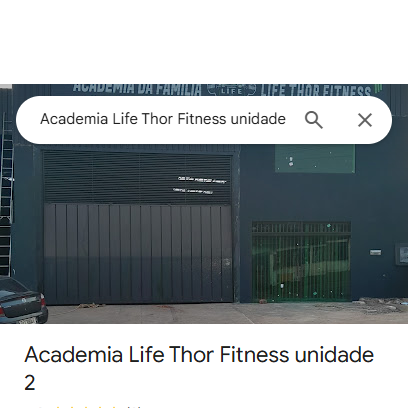 ACADEMIA DA FAMÍLIA
LIFE
LIFE THOR FITNESS
Academia Life Thor Fitness unidade
Academia Life Thor Fitness unidade
2